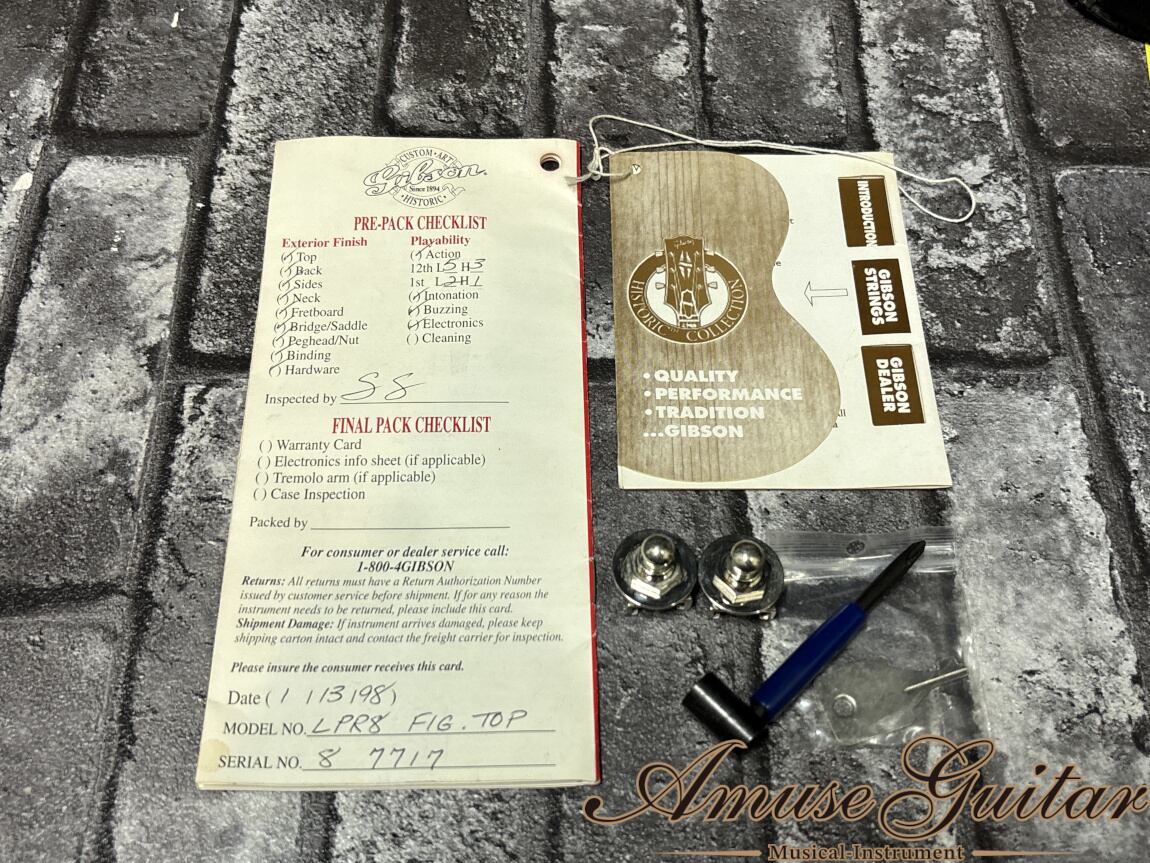 CUSTOM • ART
Gibson
Since 1894
• HISTORIC •
PRE-PACK CHECKLIST
Exterior Finish
(✓) Top
(✓) Back
(✓) Sides
(✓) Neck
(✓) Fretboard
(✓) Bridge/Saddle
(✓) Peghead/Nut
(✓) Binding
(✓) Hardware
Playability
(✓) Action
12th L 5 H 3
1st L 2 H 1
(✓) Intonation
(✓) Buzzing
(✓) Electronics
( ) Cleaning
Inspected by SS
FINAL PACK CHECKLIST
( ) Warranty Card
( ) Electronics info sheet (if applicable)
( ) Tremolo arm (if applicable)
( ) Case Inspection
Packed by
For consumer or dealer service call:
1-800-4GIBSON
Returns: All returns must have a Return Authorization Number
issued by customer service before shipment. If for any reason the
instrument needs to be returned, please include this card.
Shipment Damage: If instrument arrives damaged, please keep
shipping carton intact and contact the freight carrier for inspection.
Please insure the consumer receives this card.
Date ( 1 / 13 / 98 )
MODEL NO. LPR8 FIG. TOP
SERIAL NO. 8 7717
Gibson
HISTORIC COLLECTION
• QUALITY
• PERFORMANCE
• TRADITION
...GIBSON
INTRODUCTION
GIBSON
STRINGS
GIBSON
DEALER
Amuse Guitar
Musical-Instrument